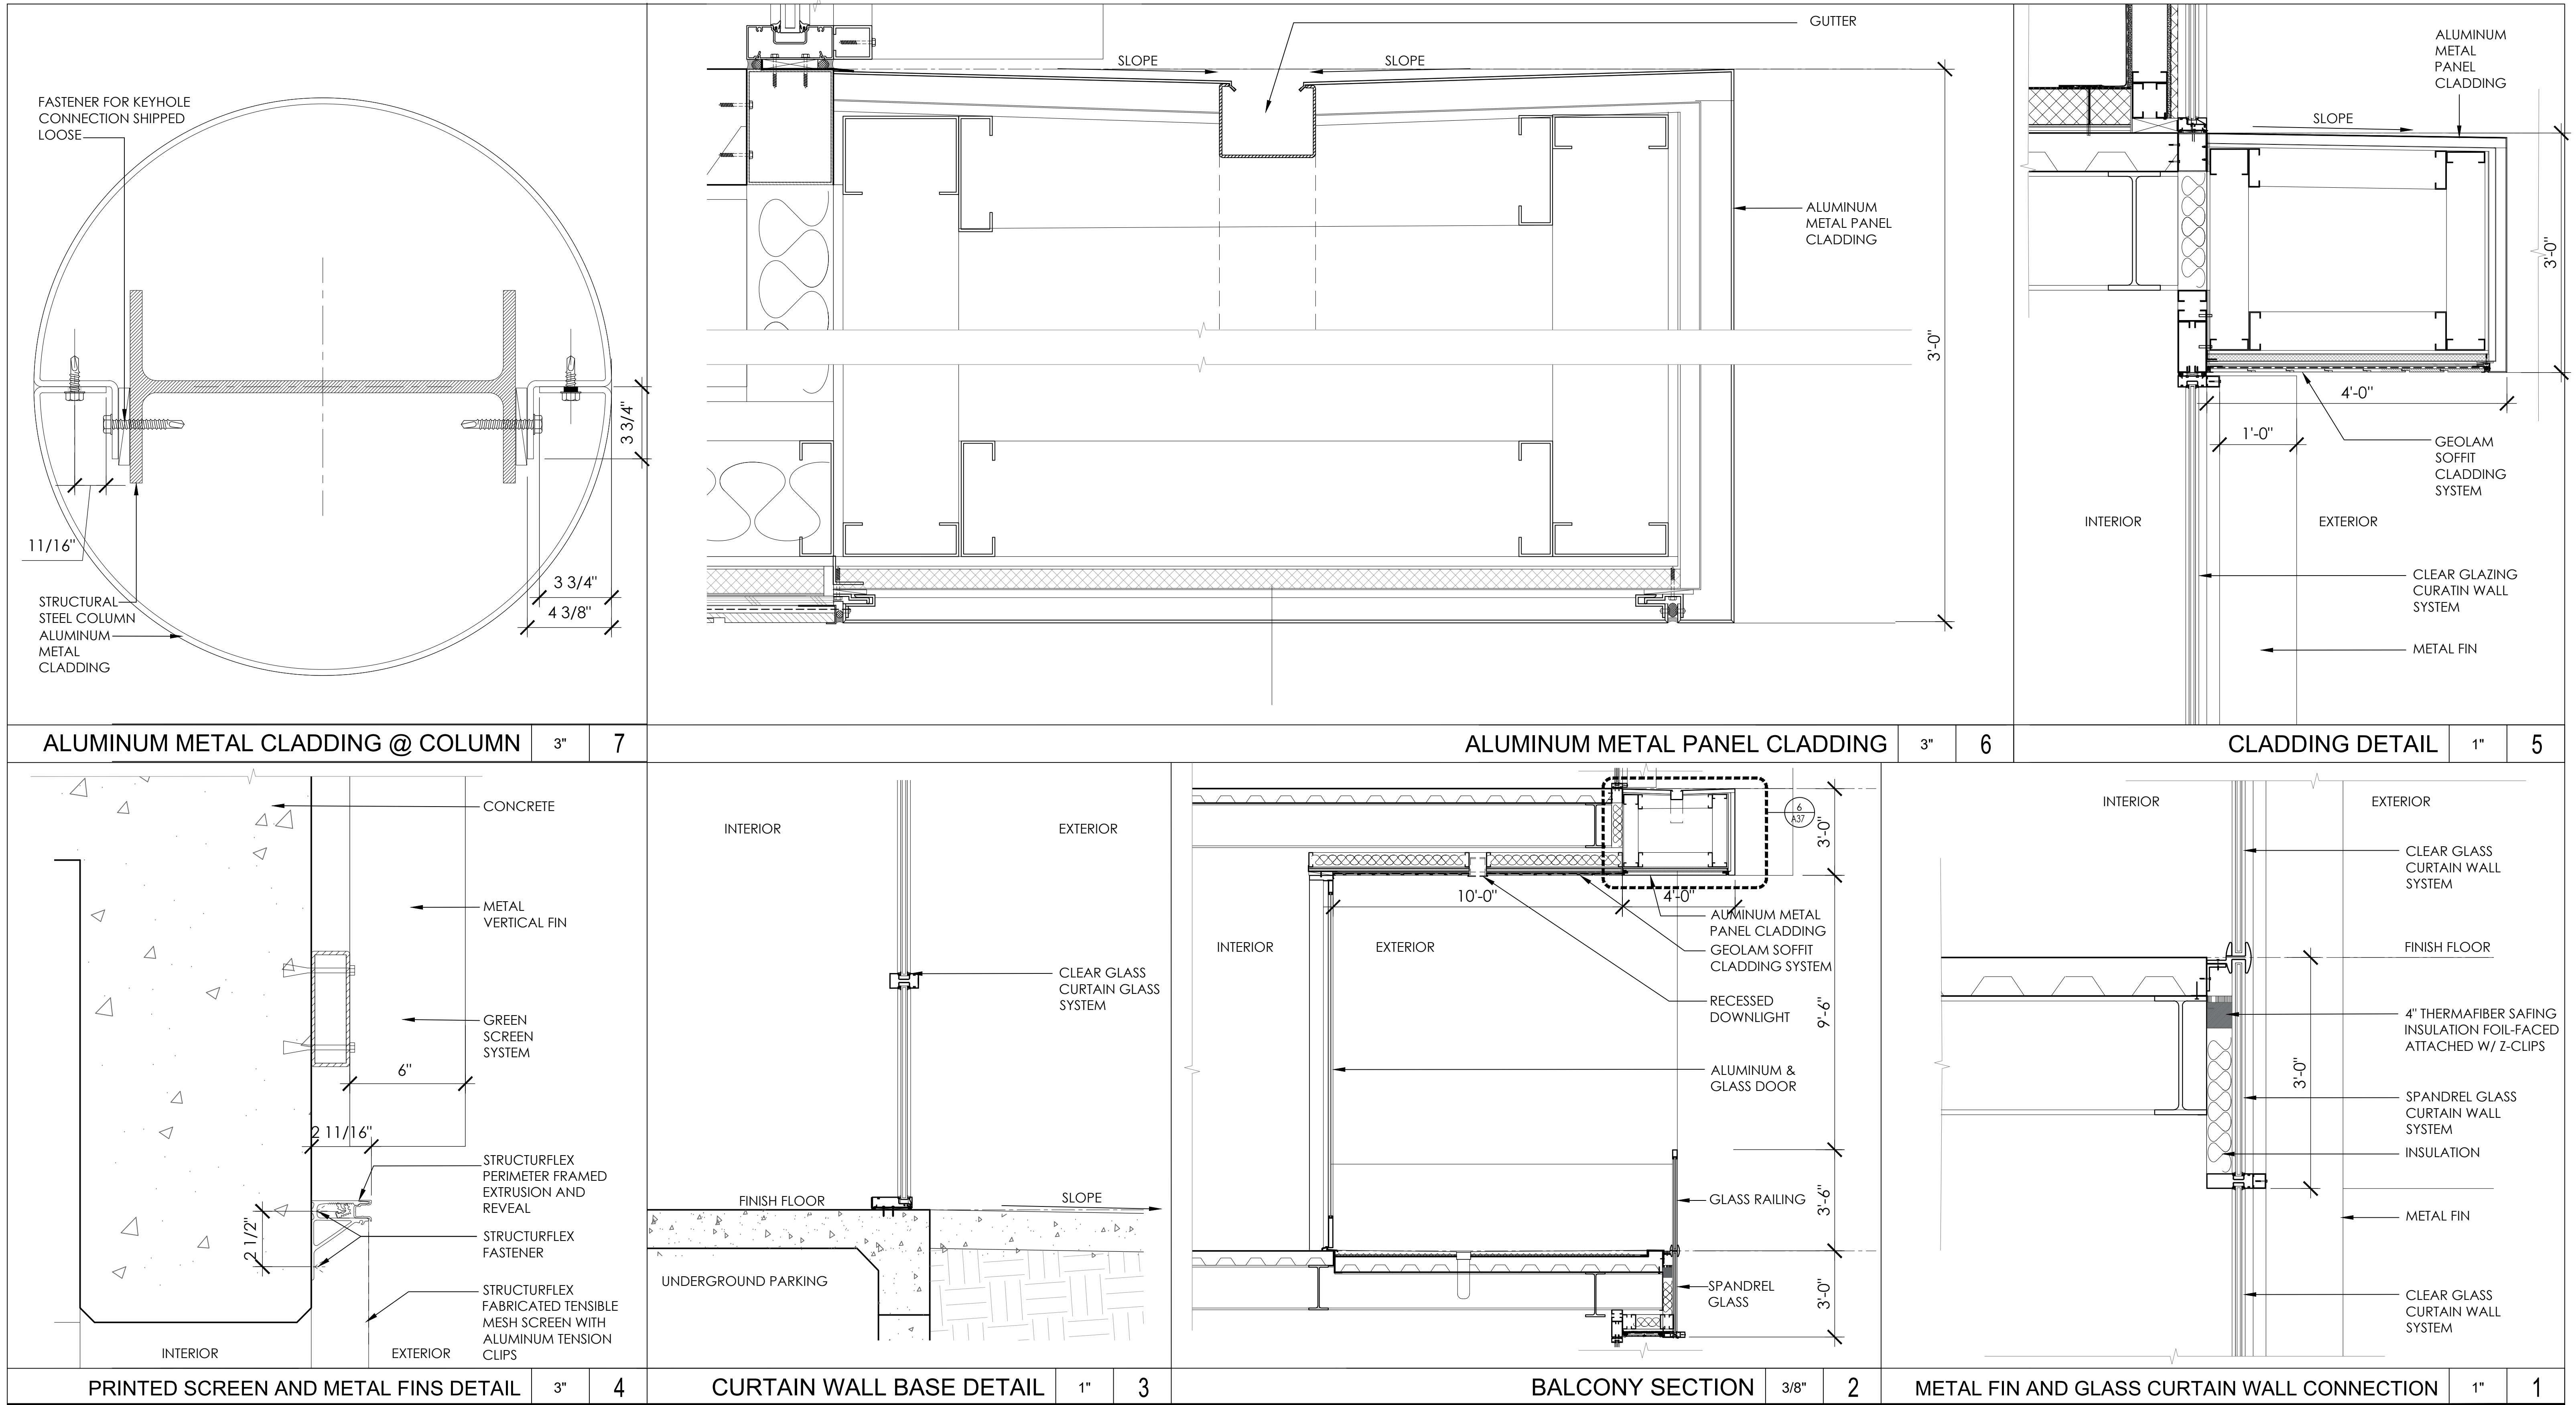 FASTENER FOR KEYHOLE
CONNECTION SHIPPED
LOOSE
3 3/4"
11/16"
3 3/4"
4 3/8"
STRUCTURAL
STEEL COLUMN
ALUMINUM
METAL
CLADDING
ALUMINUM METAL CLADDING @ COLUMN
3"
7
GUTTER
SLOPE
SLOPE
ALUMINUM
METAL PANEL
CLADDING
3'-0"
ALUMINUM METAL PANEL CLADDING
3"
6
ALUMINUM
METAL
PANEL
CLADDING
SLOPE
3'-0"
4'-0"
1'-0"
GEOLAM
SOFFIT
CLADDING
SYSTEM
INTERIOR
EXTERIOR
CLEAR GLAZING
CURATIN WALL
SYSTEM
METAL FIN
CLADDING DETAIL
1"
5
CONCRETE
METAL
VERTICAL FIN
GREEN
SCREEN
SYSTEM
6"
2 11/16"
STRUCTURFLEX
PERIMETER FRAMED
EXTRUSION AND
REVEAL
2 1/2"
STRUCTURFLEX
FASTENER
STRUCTURFLEX
FABRICATED TENSIBLE
MESH SCREEN WITH
ALUMINUM TENSION
CLIPS
INTERIOR
EXTERIOR
PRINTED SCREEN AND METAL FINS DETAIL
3"
4
INTERIOR
EXTERIOR
CLEAR GLASS
CURTAIN GLASS
SYSTEM
FINISH FLOOR
SLOPE
UNDERGROUND PARKING
CURTAIN WALL BASE DETAIL
1"
3
6
A37
3'-0"
10'-0"
4'-0"
AUMINUM METAL
PANEL CLADDING
INTERIOR
EXTERIOR
GEOLAM SOFFIT
CLADDING SYSTEM
RECESSED
DOWNLIGHT
9'-6"
ALUMINUM &
GLASS DOOR
GLASS RAILING
3'-6"
SPANDREL
GLASS
3'-0"
BALCONY SECTION
3/8"
2
INTERIOR
EXTERIOR
CLEAR GLASS
CURTAIN WALL
SYSTEM
FINISH FLOOR
4" THERMAFIBER SAFING
INSULATION FOIL-FACED
ATTACHED W/ Z-CLIPS
3'-0"
SPANDREL GLASS
CURTAIN WALL
SYSTEM
INSULATION
METAL FIN
CLEAR GLASS
CURTAIN WALL
SYSTEM
METAL FIN AND GLASS CURTAIN WALL CONNECTION
1"
1